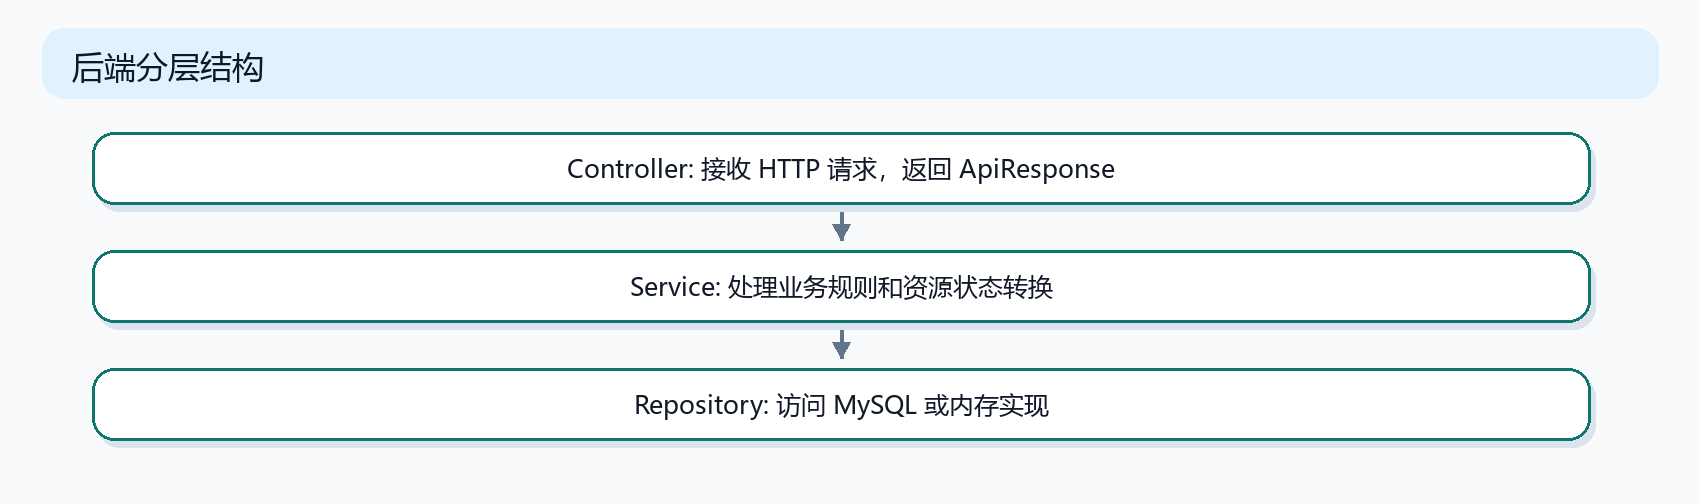 后端分层结构
Controller: 接收 HTTP 请求，返回 ApiResponse
Service: 处理业务规则和资源状态转换
Repository: 访问 MySQL 或内存实现